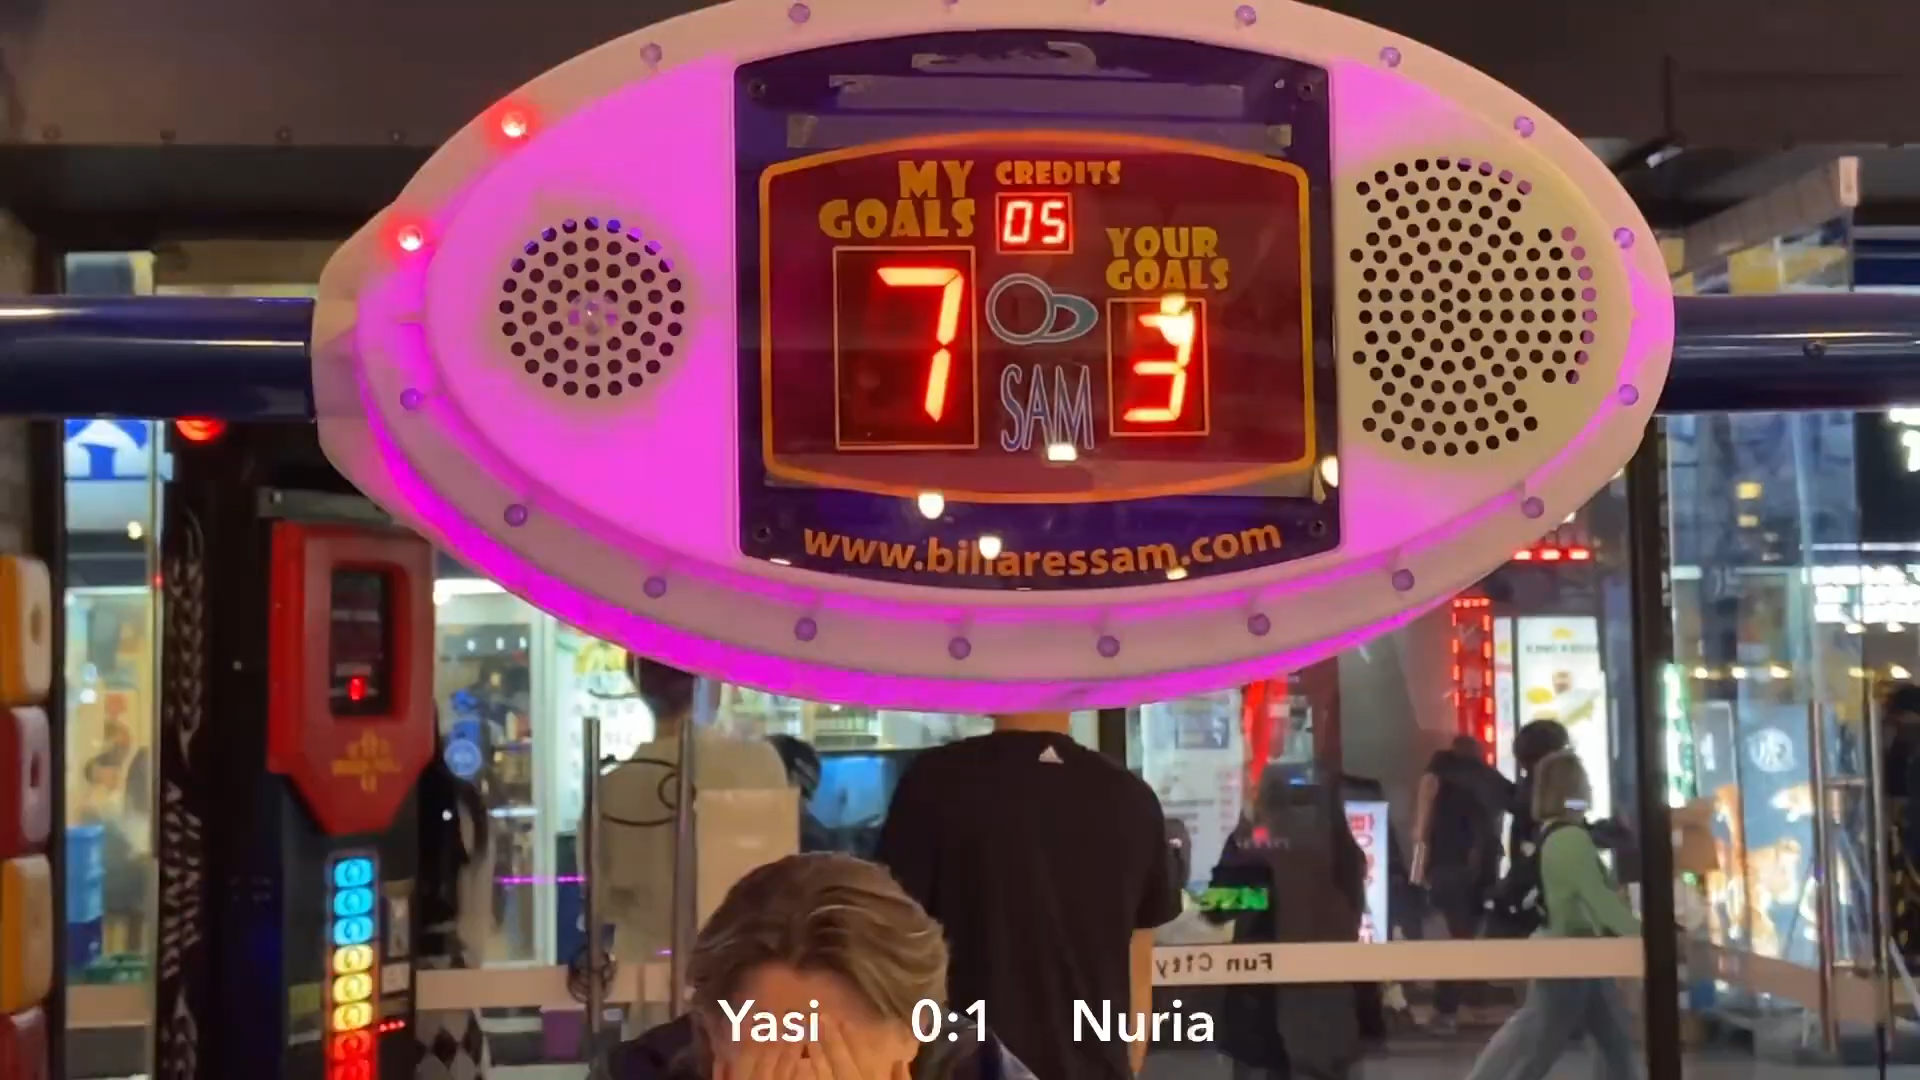 MY
GOALS
CREDITS
05
YOUR
GOALS
7
3
SAM
www.billaressam.com
Fun City
Yasi 0:1 Nuria